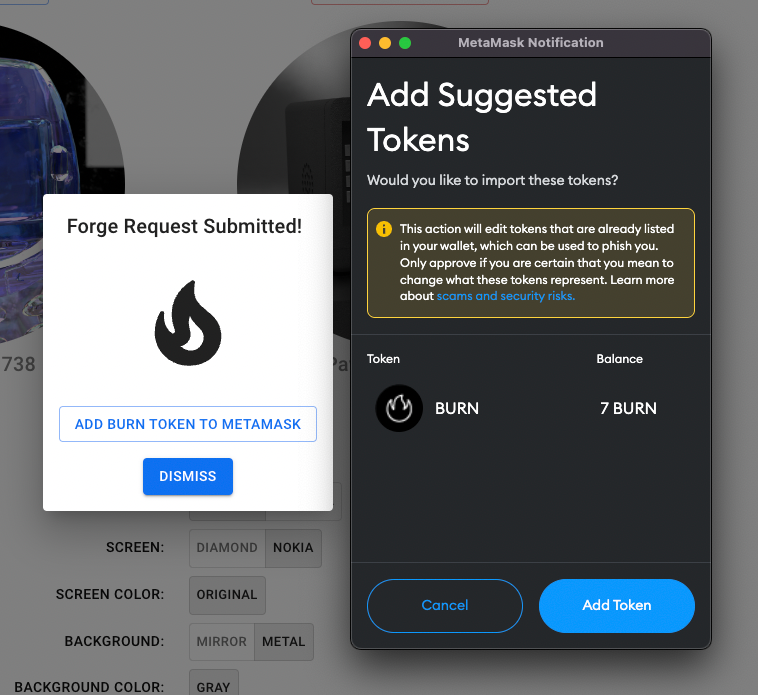 MetaMask Notification
Add Suggested
Tokens
Would you like to import these tokens?
This action will edit tokens that are already listed
in your wallet, which can be used to phish you.
Only approve if you are certain that you mean to
change what these tokens represent. Learn more
about scams and security risks.
Token Balance
BURN 7 BURN
Cancel Add Token
Forge Request Submitted!
ADD BURN TOKEN TO METAMASK
DISMISS
738
Pa
SCREEN: DIAMOND NOKIA
SCREEN COLOR: ORIGINAL
BACKGROUND: MIRROR METAL
BACKGROUND COLOR: GRAY